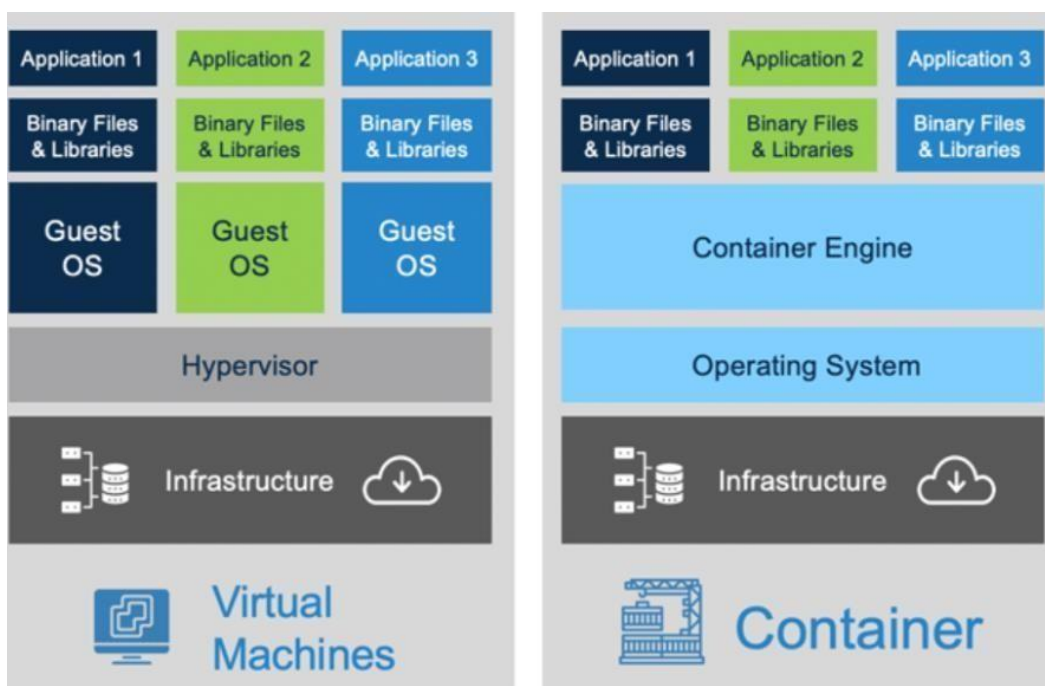 Application 1
Application 2
Application 3
Binary Files
& Libraries
Binary Files
& Libraries
Binary Files
& Libraries
Guest
OS
Guest
OS
Guest
OS
Hypervisor
Infrastructure
Virtual
Machines
Application 1
Application 2
Application 3
Binary Files
& Libraries
Binary Files
& Libraries
Binary Files
& Libraries
Container Engine
Operating System
Infrastructure
Container